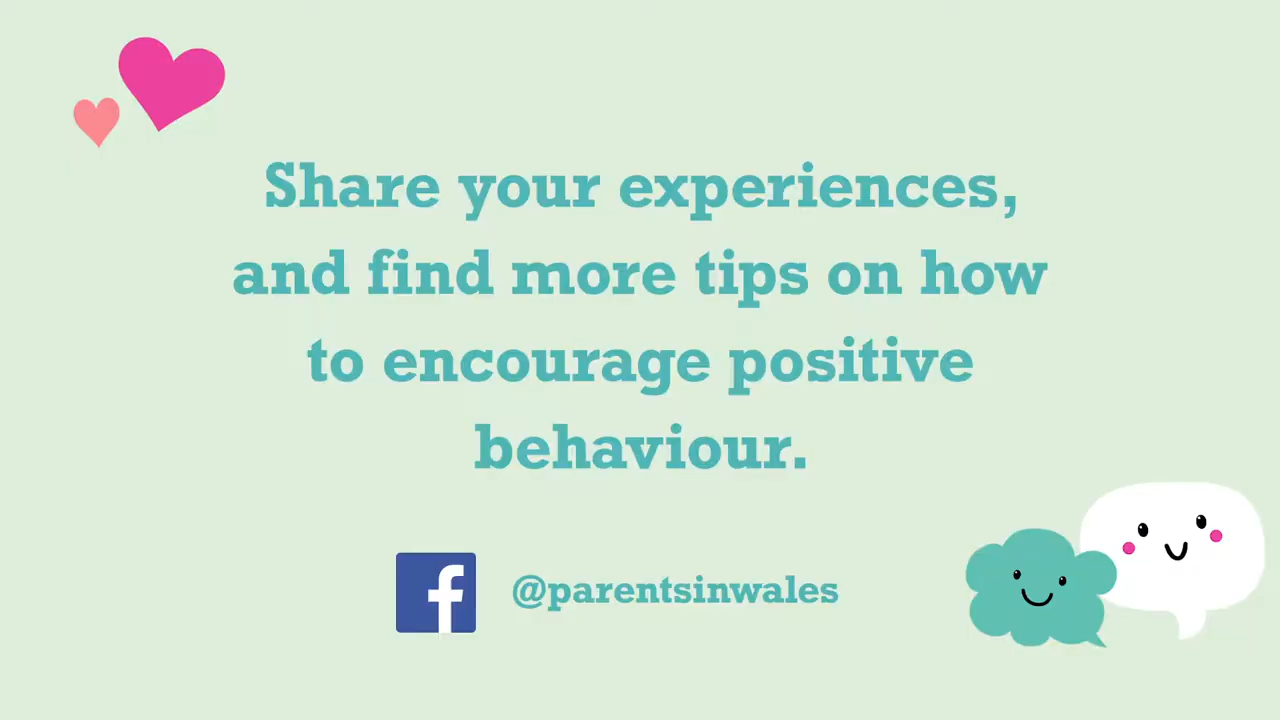 Share your experiences,
and find more tips on how
to encourage positive
behaviour.
@parentsinwales